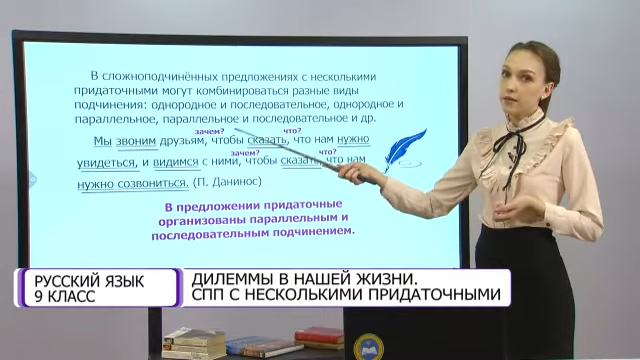 В сложноподчинённых предложениях с несколькими
придаточными могут комбинироваться разные виды
подчинения: однородное и последовательное, однородное и
параллельное, параллельное и последовательное и др.
зачем? что?
Мы звоним друзьям, чтобы сказать, что нам нужно
зачем? что?
увидеться, и видимся с ними, чтобы сказать, что нам
нужно созвониться. (П. Данинос)
В предложении придаточные
организованы параллельным и
последовательным подчинением.
РУССКИЙ ЯЗЫК
9 КЛАСС
ДИЛЕММЫ В НАШЕЙ ЖИЗНИ.
СПП С НЕСКОЛЬКИМИ ПРИДАТОЧНЫМИ